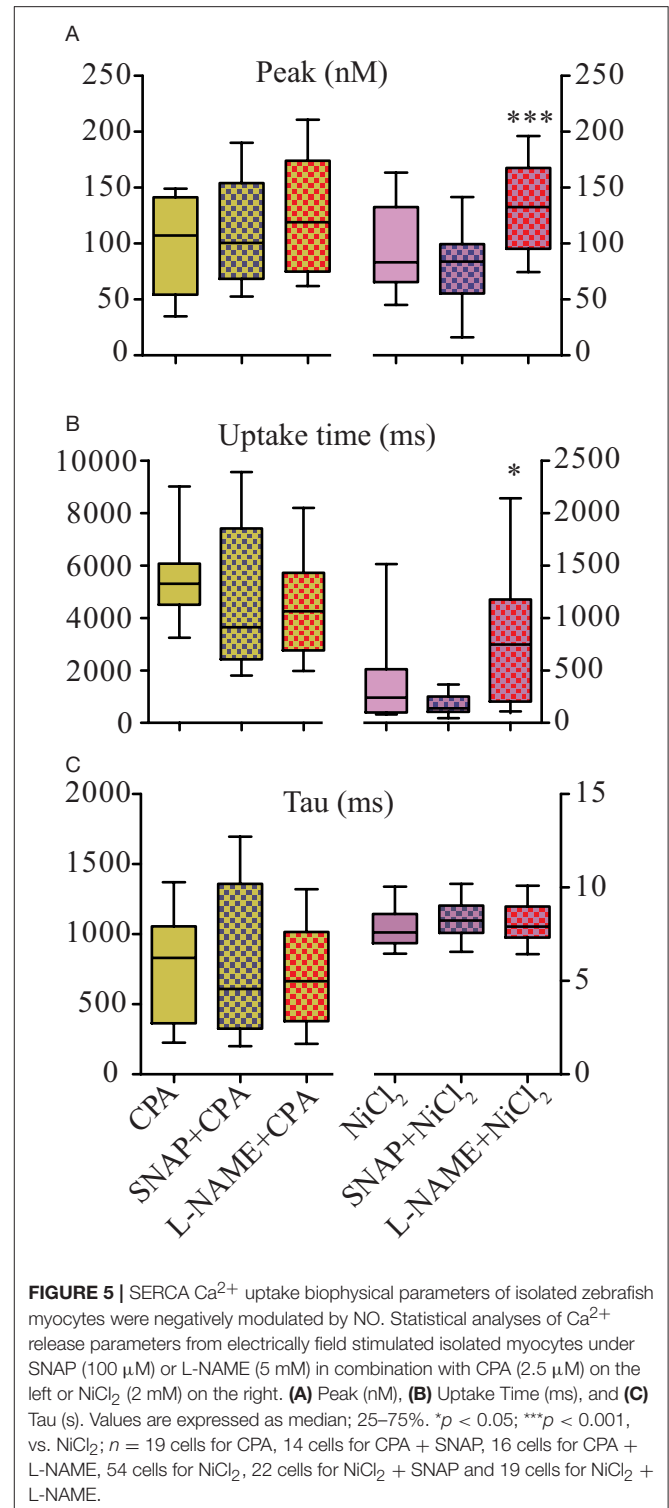 A
Peak (nM)
250
200
150
100
50
0
***
250
200
150
100
50
0
B
Uptake time (ms)
10000
8000
6000
4000
2000
0
*
2500
2000
1500
1000
500
0
C
Tau (ms)
2000
1500
1000
500
0
15
10
5
0
CPA
SNAP+CPA
L-NAME+CPA
NiCl₂
SNAP+NiCl₂
L-NAME+NiCl₂
FIGURE 5 | SERCA Ca²⁺ uptake biophysical parameters of isolated zebrafish
myocytes were negatively modulated by NO. Statistical analyses of Ca²⁺
release parameters from electrically field stimulated isolated myocytes under
SNAP (100 μM) or L-NAME (5 mM) in combination with CPA (2.5 μM) on the
left or NiCl₂ (2 mM) on the right. (A) Peak (nM), (B) Uptake Time (ms), and (C)
Tau (s). Values are expressed as median; 25–75%. *p < 0.05; ***p < 0.001,
vs. NiCl₂; n = 19 cells for CPA, 14 cells for CPA + SNAP, 16 cells for CPA +
L-NAME, 54 cells for NiCl₂, 22 cells for NiCl₂ + SNAP and 19 cells for NiCl₂ +
L-NAME.